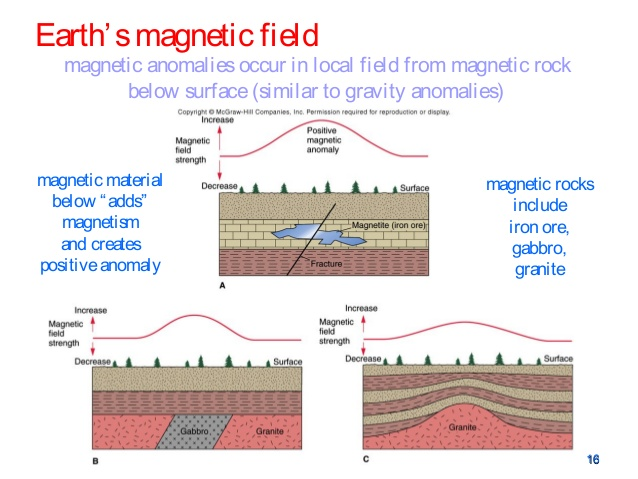 Earth's magnetic field
magnetic anomalies occur in local field from magnetic rock
below surface (similar to gravity anomalies)
Copyright © McGraw-Hill Companies, Inc. Permission required for reproduction or display.
Increase
Magnetic
field
strength
Decrease
Positive
magnetic
anomaly
Surface
Magnetite (iron ore)
Fracture
A
magnetic material
below “adds”
magnetism
and creates
positive anomaly
magnetic rocks
include
iron ore,
gabbro,
granite
Increase
Magnetic
field
strength
Decrease
Surface
Gabbro
Granite
B
Increase
Magnetic
field
strength
Decrease
Surface
Granite
C
16